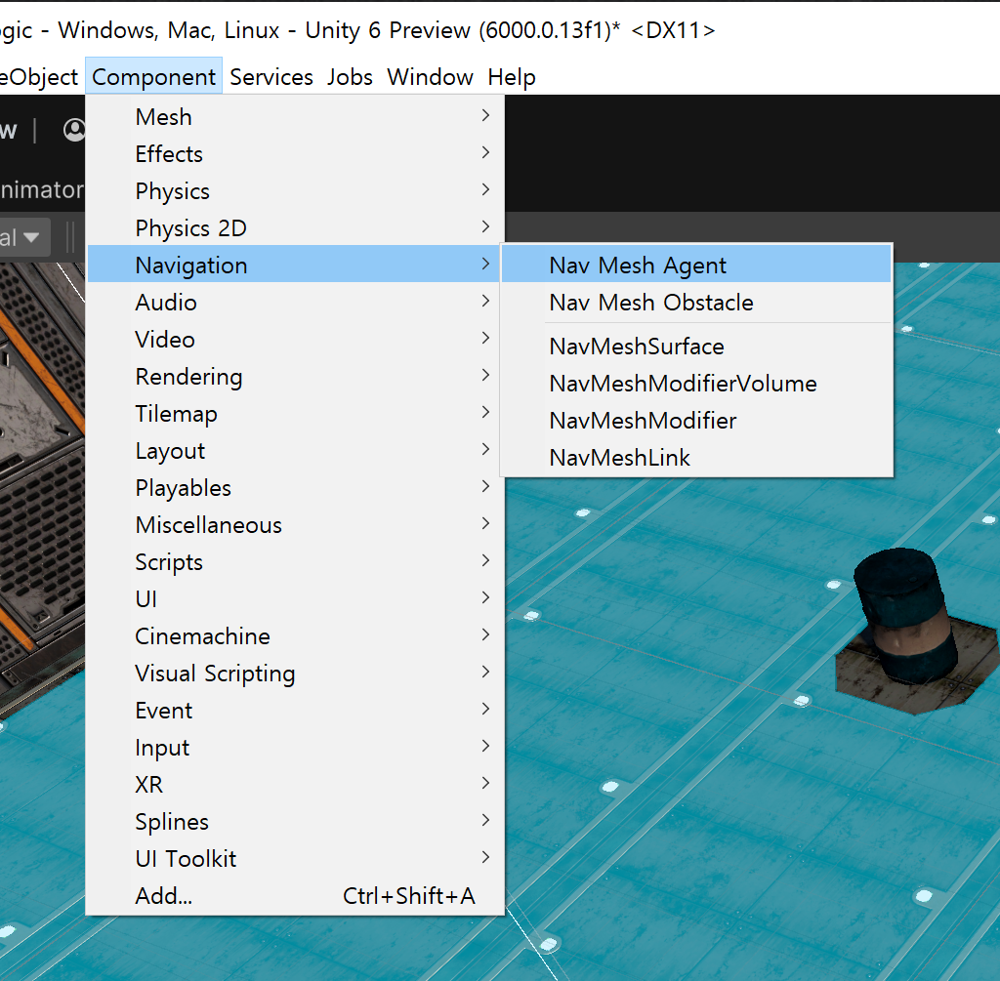 gic - Windows, Mac, Linux - Unity 6 Preview (6000.0.13f1)* <DX11>
eObject Component Services Jobs Window Help
w
nimator
al
Mesh
Effects
Physics
Physics 2D
Navigation
Audio
Video
Rendering
Tilemap
Layout
Playables
Miscellaneous
Scripts
UI
Cinemachine
Visual Scripting
Event
Input
XR
Splines
UI Toolkit
Add... Ctrl+Shift+A
Nav Mesh Agent
Nav Mesh Obstacle
NavMeshSurface
NavMeshModifierVolume
NavMeshModifier
NavMeshLink